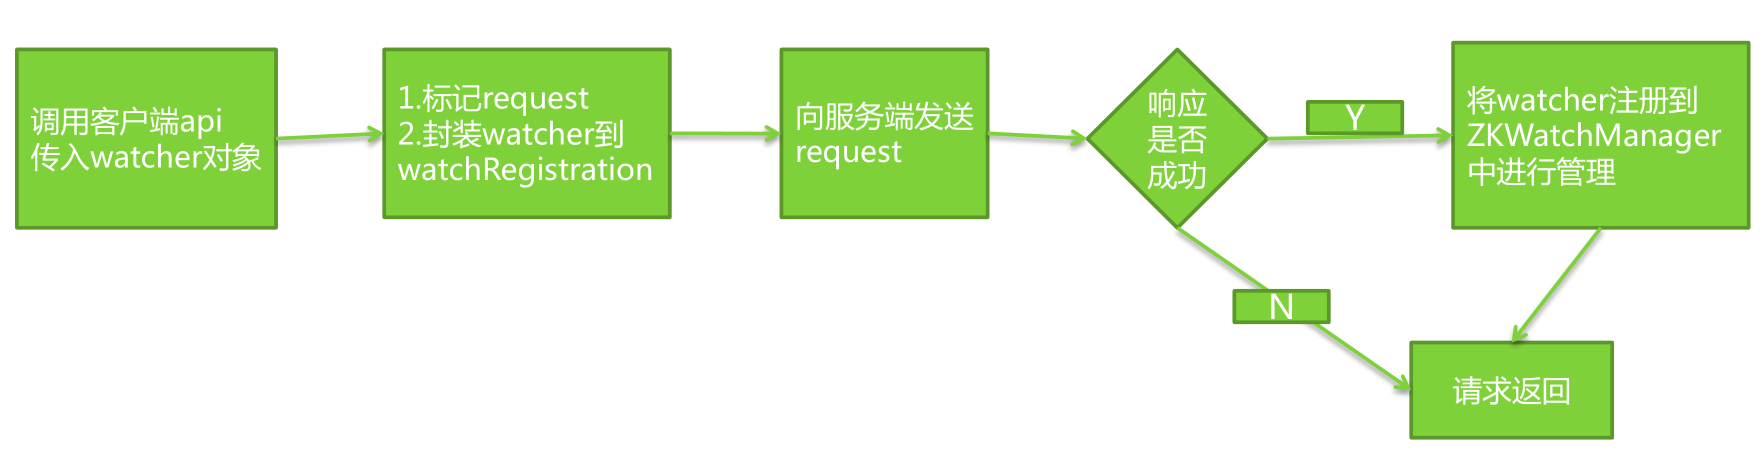 调用客户端api
传入watcher对象
1.标记request
2.封装watcher到
watchRegistration
向服务端发送
request
响应
是否
成功
Y
将watcher注册到
ZKWatchManager
中进行管理
N
请求返回